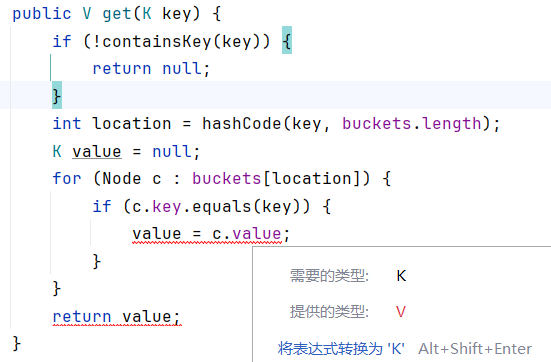 public V get(K key) {
if (!containsKey(key)) {
return null;
}
int location = hashCode(key, buckets.length);
K value = null;
for (Node c : buckets[location]) {
if (c.key.equals(key)) {
value = c.value;
}
}
return value;
}
需要的类型: K
提供的类型: V
将表达式转换为 'K' Alt+Shift+Enter